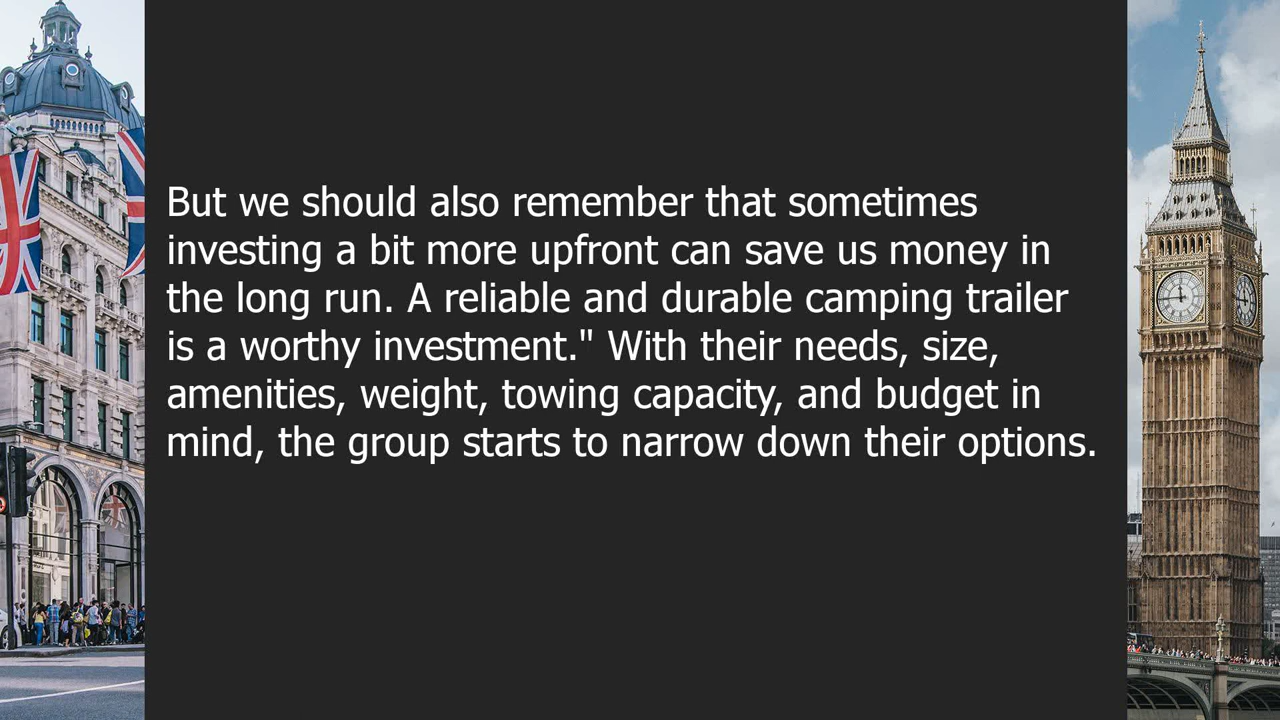 But we should also remember that sometimes
investing a bit more upfront can save us money in
the long run. A reliable and durable camping trailer
is a worthy investment." With their needs, size,
amenities, weight, towing capacity, and budget in
mind, the group starts to narrow down their options.